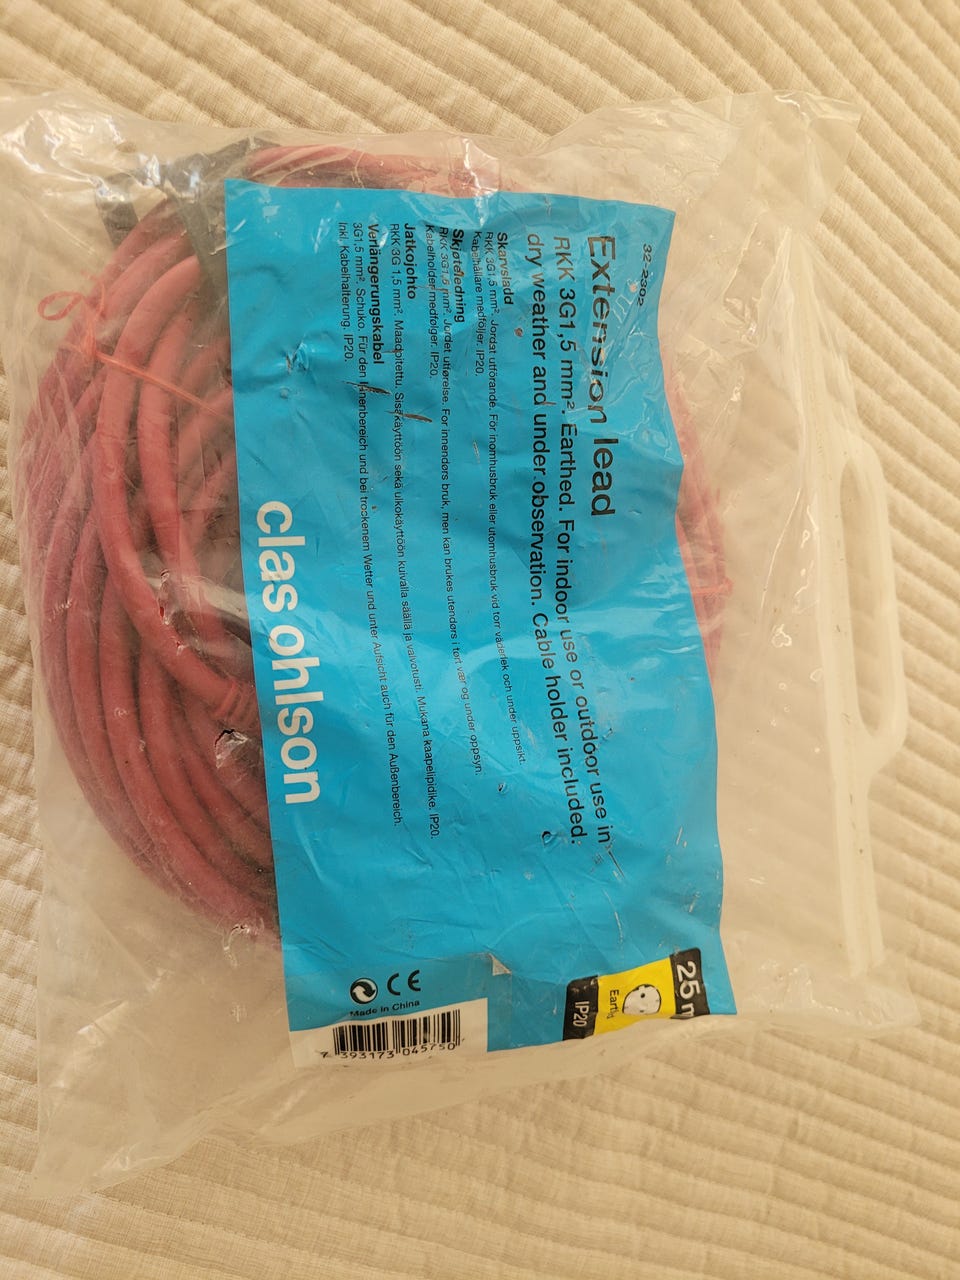 32-2302
Extension lead
RKK 3G1,5 mm². Earthed. For indoor use or outdoor use in
dry weather and under observation. Cable holder included.
Skarvsladd
RKK 3G1,5 mm². Jordat utförande. För inomhusbruk eller utomhusbruk vid torr väderlek och under uppsikt.
Kabelhållare medföljer. IP20.
Skjøteledning
RKK 3G1,5 mm². Jordet utførelse. For innendørs bruk, men kan brukes utendørs i tørt vær og under oppsyn.
Kabelholder medfølger. IP20.
Jatkojohto
RKK 3G 1,5 mm². Maadoitettu. Sisäkäyttöön sekä ulkokäyttöön kuivalla säällä ja valvotusti. Mukana kaapelipidike. IP20.
Verlängerungskabel
3G1,5 mm². Schuko. Für den Innenbereich und bei trockenem Wetter und unter Aufsicht auch für den Außenbereich.
Inkl. Kabelhalterung. IP20.
clas ohlson
25 m
Earthed
IP20
CE
Made in China
7 393173 045750